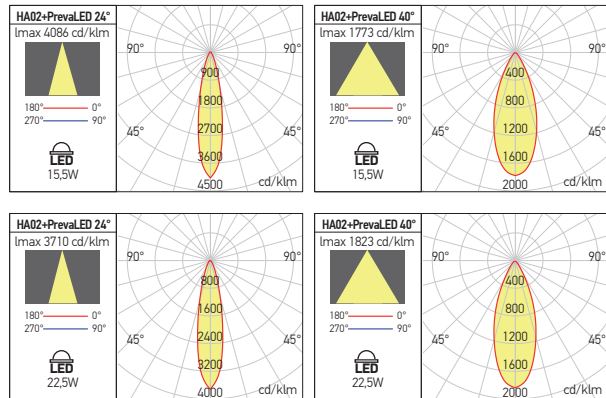 HA02+PrevaLED 24°
lmax 4086 cd/klm
180° 0°
270° 90°
LED
15,5W
90° 90°
900
1800
45° 2700 45°
3600
4500 cd/klm
HA02+PrevaLED 40°
lmax 1773 cd/klm
180° 0°
270° 90°
LED
15,5W
90° 90°
400
800
45° 1200 45°
1600
2000 cd/klm
HA02+PrevaLED 24°
lmax 3710 cd/klm
180° 0°
270° 90°
LED
22,5W
90° 90°
800
1600
45° 2400 45°
3200
4000 cd/klm
HA02+PrevaLED 40°
lmax 1823 cd/klm
180° 0°
270° 90°
LED
22,5W
90° 90°
400
800
45° 1200 45°
1600
2000 cd/klm